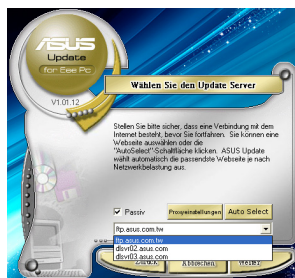 ASUS
Update
for Eee Pc
V1.01.12
Wählen Sie den Update Server
Stellen Sie bitte sicher, dass eine Verbindung mit dem
Internet besteht, bevor Sie fortfahren. Sie können eine
Webseite auswählen oder die
"AutoSelect"-Schaltfläche klicken. ASUS Update
wählt automatisch die passendste Webseite je nach
Netzwerkbelastung aus.
Passiv
Proxyeinstellungen
Auto Select
ftp.asus.com.tw
ftp.asus.com.tw
dlsvr02.asus.com
dlsvr03.asus.com
Zurück
Abbrechen
Weiter